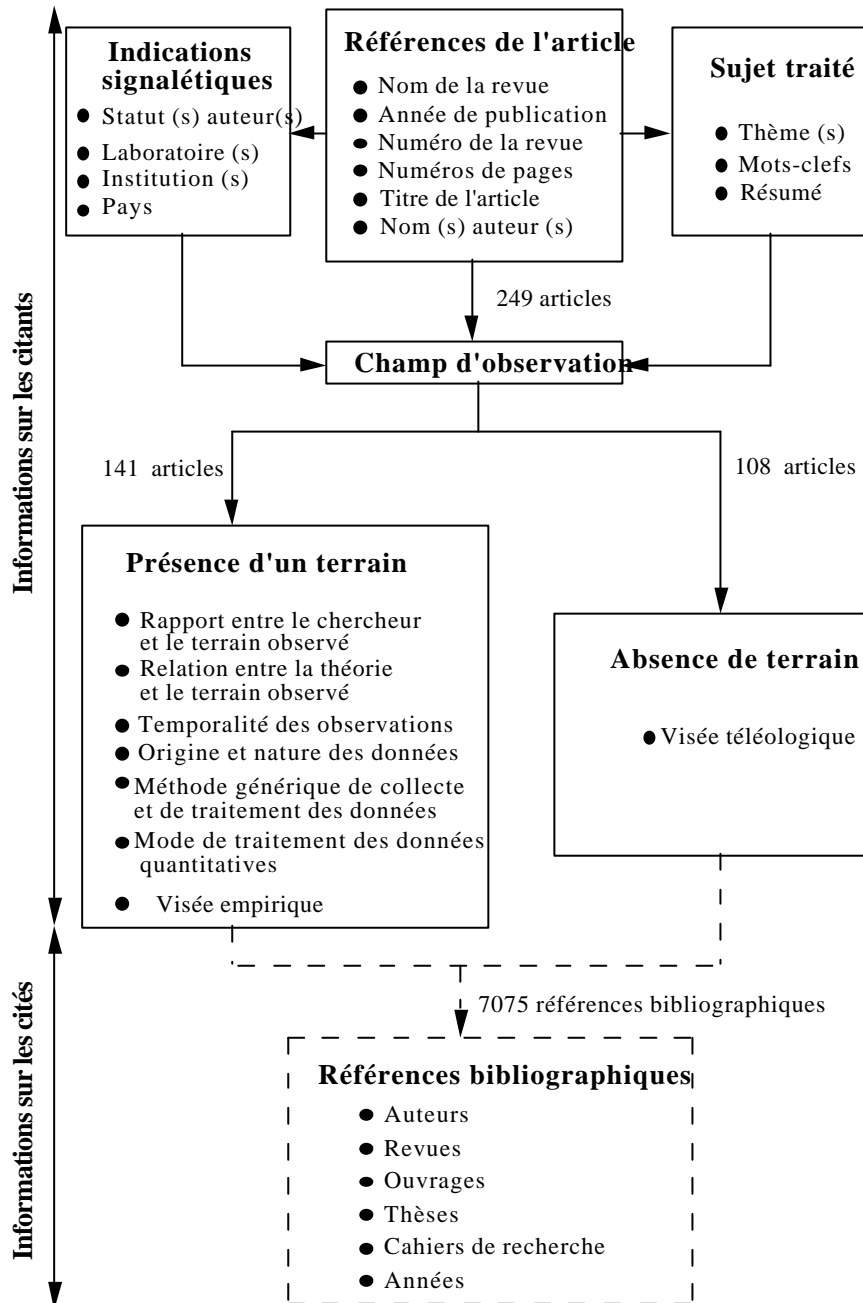 Indications
signalétiques
Statut (s) auteur(s)
Laboratoire (s)
Institution (s)
Pays
Références de l'article
Nom de la revue
Année de publication
Numéro de la revue
Numéros de pages
Titre de l'article
Nom (s) auteur (s)
Sujet traité
Thème (s)
Mots-clefs
Résumé
249 articles
Champ d'observation
Informations sur les citants
141 articles
108 articles
Présence d'un terrain
Rapport entre le chercheur
et le terrain observé
Relation entre la théorie
et le terrain observé
Temporalité des observations
Origine et nature des données
Méthode générique de collecte
et de traitement des données
Mode de traitement des données
quantitatives
Visée empirique
Absence de terrain
Visée téléologique
Informations sur les cités
7075 références bibliographiques
Références bibliographiques
Auteurs
Revues
Ouvrages
Thèses
Cahiers de recherche
Années